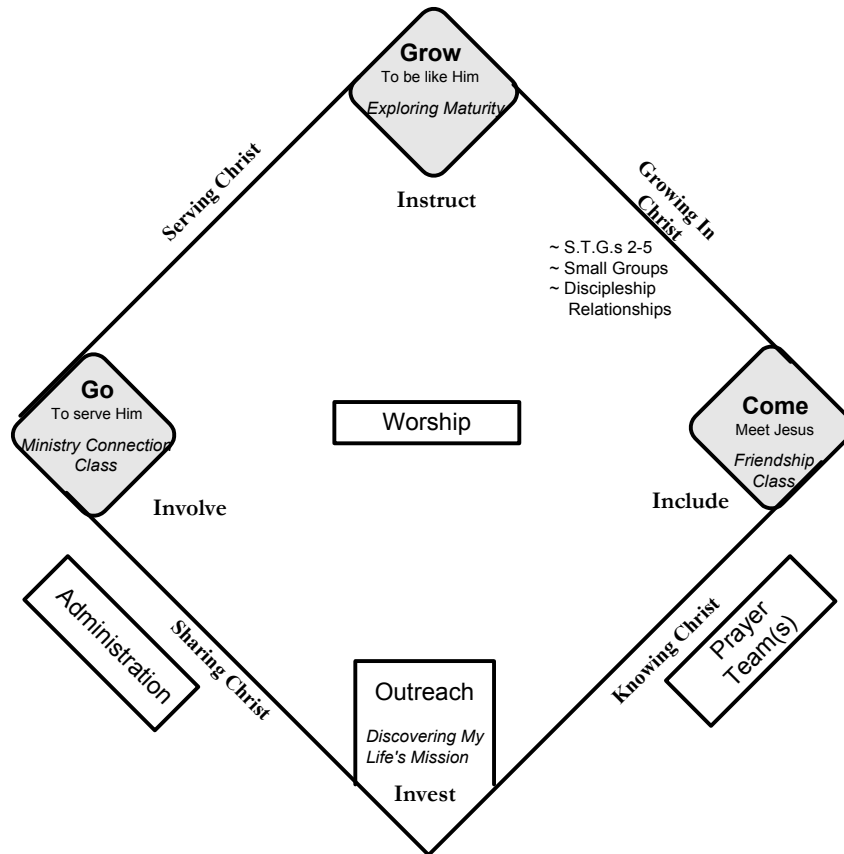 Grow
To be like Him
Exploring Maturity
Instruct
Serving Christ
Growing In
Christ
~ S.T.G.s 2-5
~ Small Groups
~ Discipleship
Relationships
Go
To serve Him
Ministry Connection
Class
Involve
Worship
Come
Meet Jesus
Friendship
Class
Include
Administration
Sharing Christ
Outreach
Discovering My
Life's Mission
Invest
Knowing Christ
Prayer
Team(s)